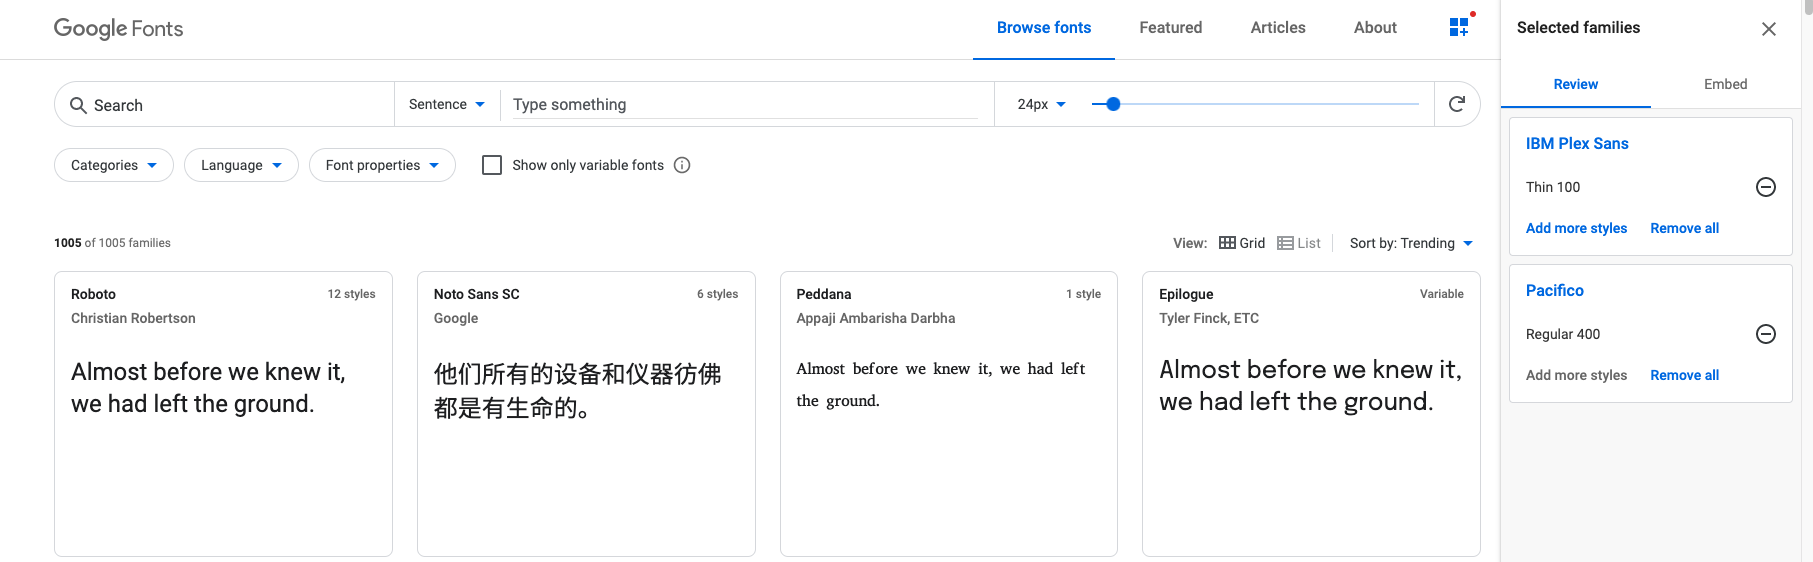 Google Fonts
Browse fonts
Featured
Articles
About
Search
Sentence
Type something
24px
Categories
Language
Font properties
Show only variable fonts
1005 of 1005 families
View:
Grid
List
Sort by: Trending
Roboto
12 styles
Christian Robertson
Almost before we knew it,
we had left the ground.
Noto Sans SC
6 styles
Google
他们所有的设备和仪器彷佛
都是有生命的。
Peddana
1 style
Appaji Ambarisha Darbha
Almost before we knew it, we had left
the ground.
Epilogue
Variable
Tyler Finck, ETC
Almost before we knew it,
we had left the ground.
Selected families
Review
Embed
IBM Plex Sans
Thin 100
Add more styles
Remove all
Pacifico
Regular 400
Add more styles
Remove all